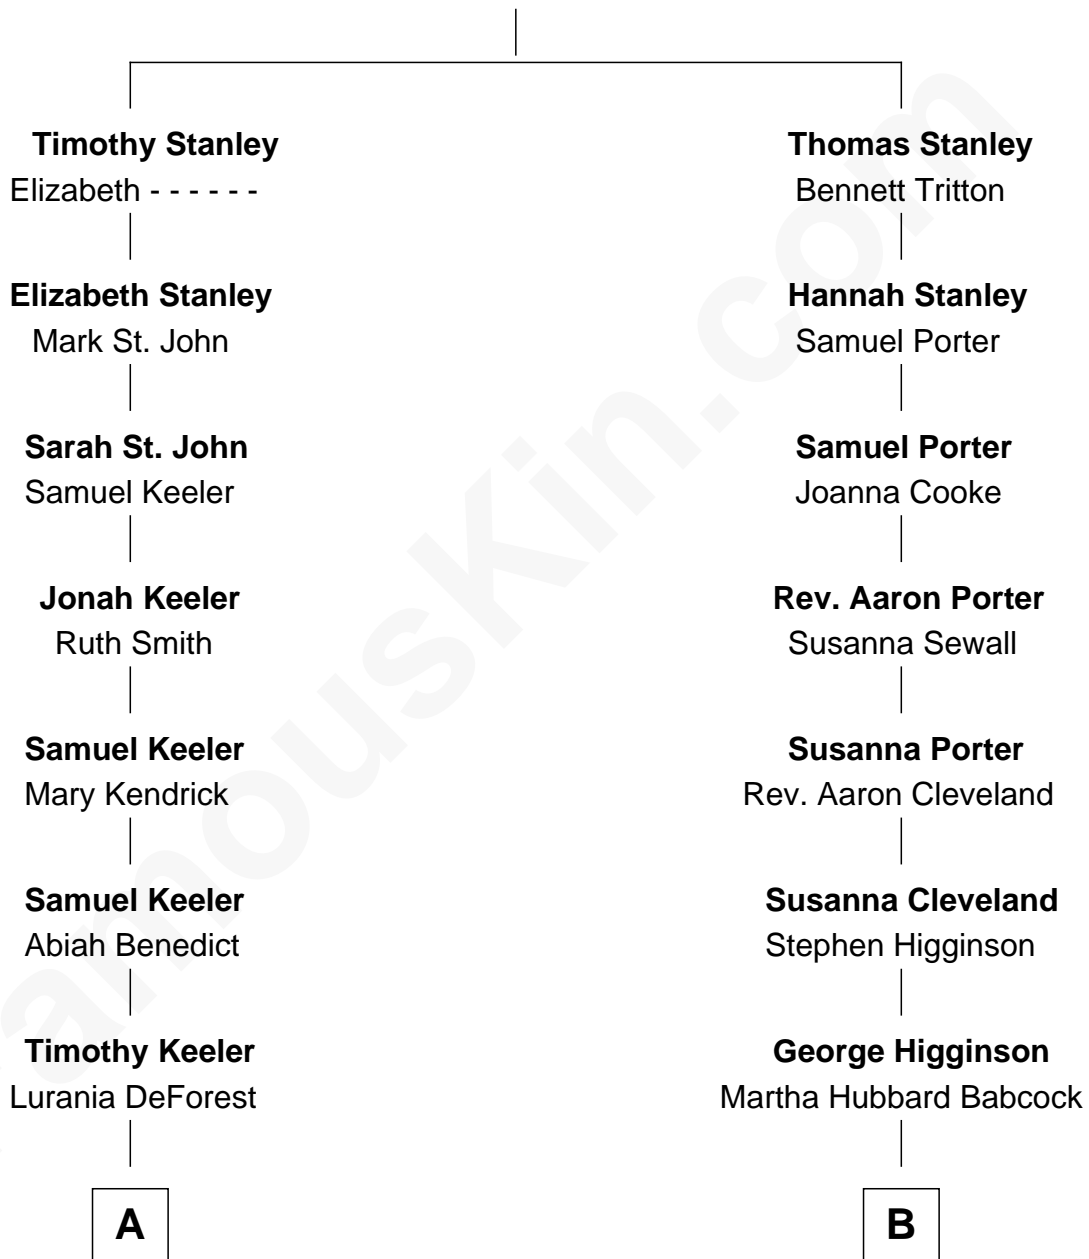 Timothy Stanley
Elizabeth - - - - - -
Thomas Stanley
Bennett Tritton
Elizabeth Stanley
Mark St. John
Hannah Stanley
Samuel Porter
Sarah St. John
Samuel Keeler
Samuel Porter
Joanna Cooke
Jonah Keeler
Ruth Smith
Rev. Aaron Porter
Susanna Sewall
Samuel Keeler
Mary Kendrick
Susanna Porter
Rev. Aaron Cleveland
Samuel Keeler
Abiah Benedict
Susanna Cleveland
Stephen Higginson
Timothy Keeler
Lurania DeForest
George Higginson
Martha Hubbard Babcock
A
B
amousKin.com